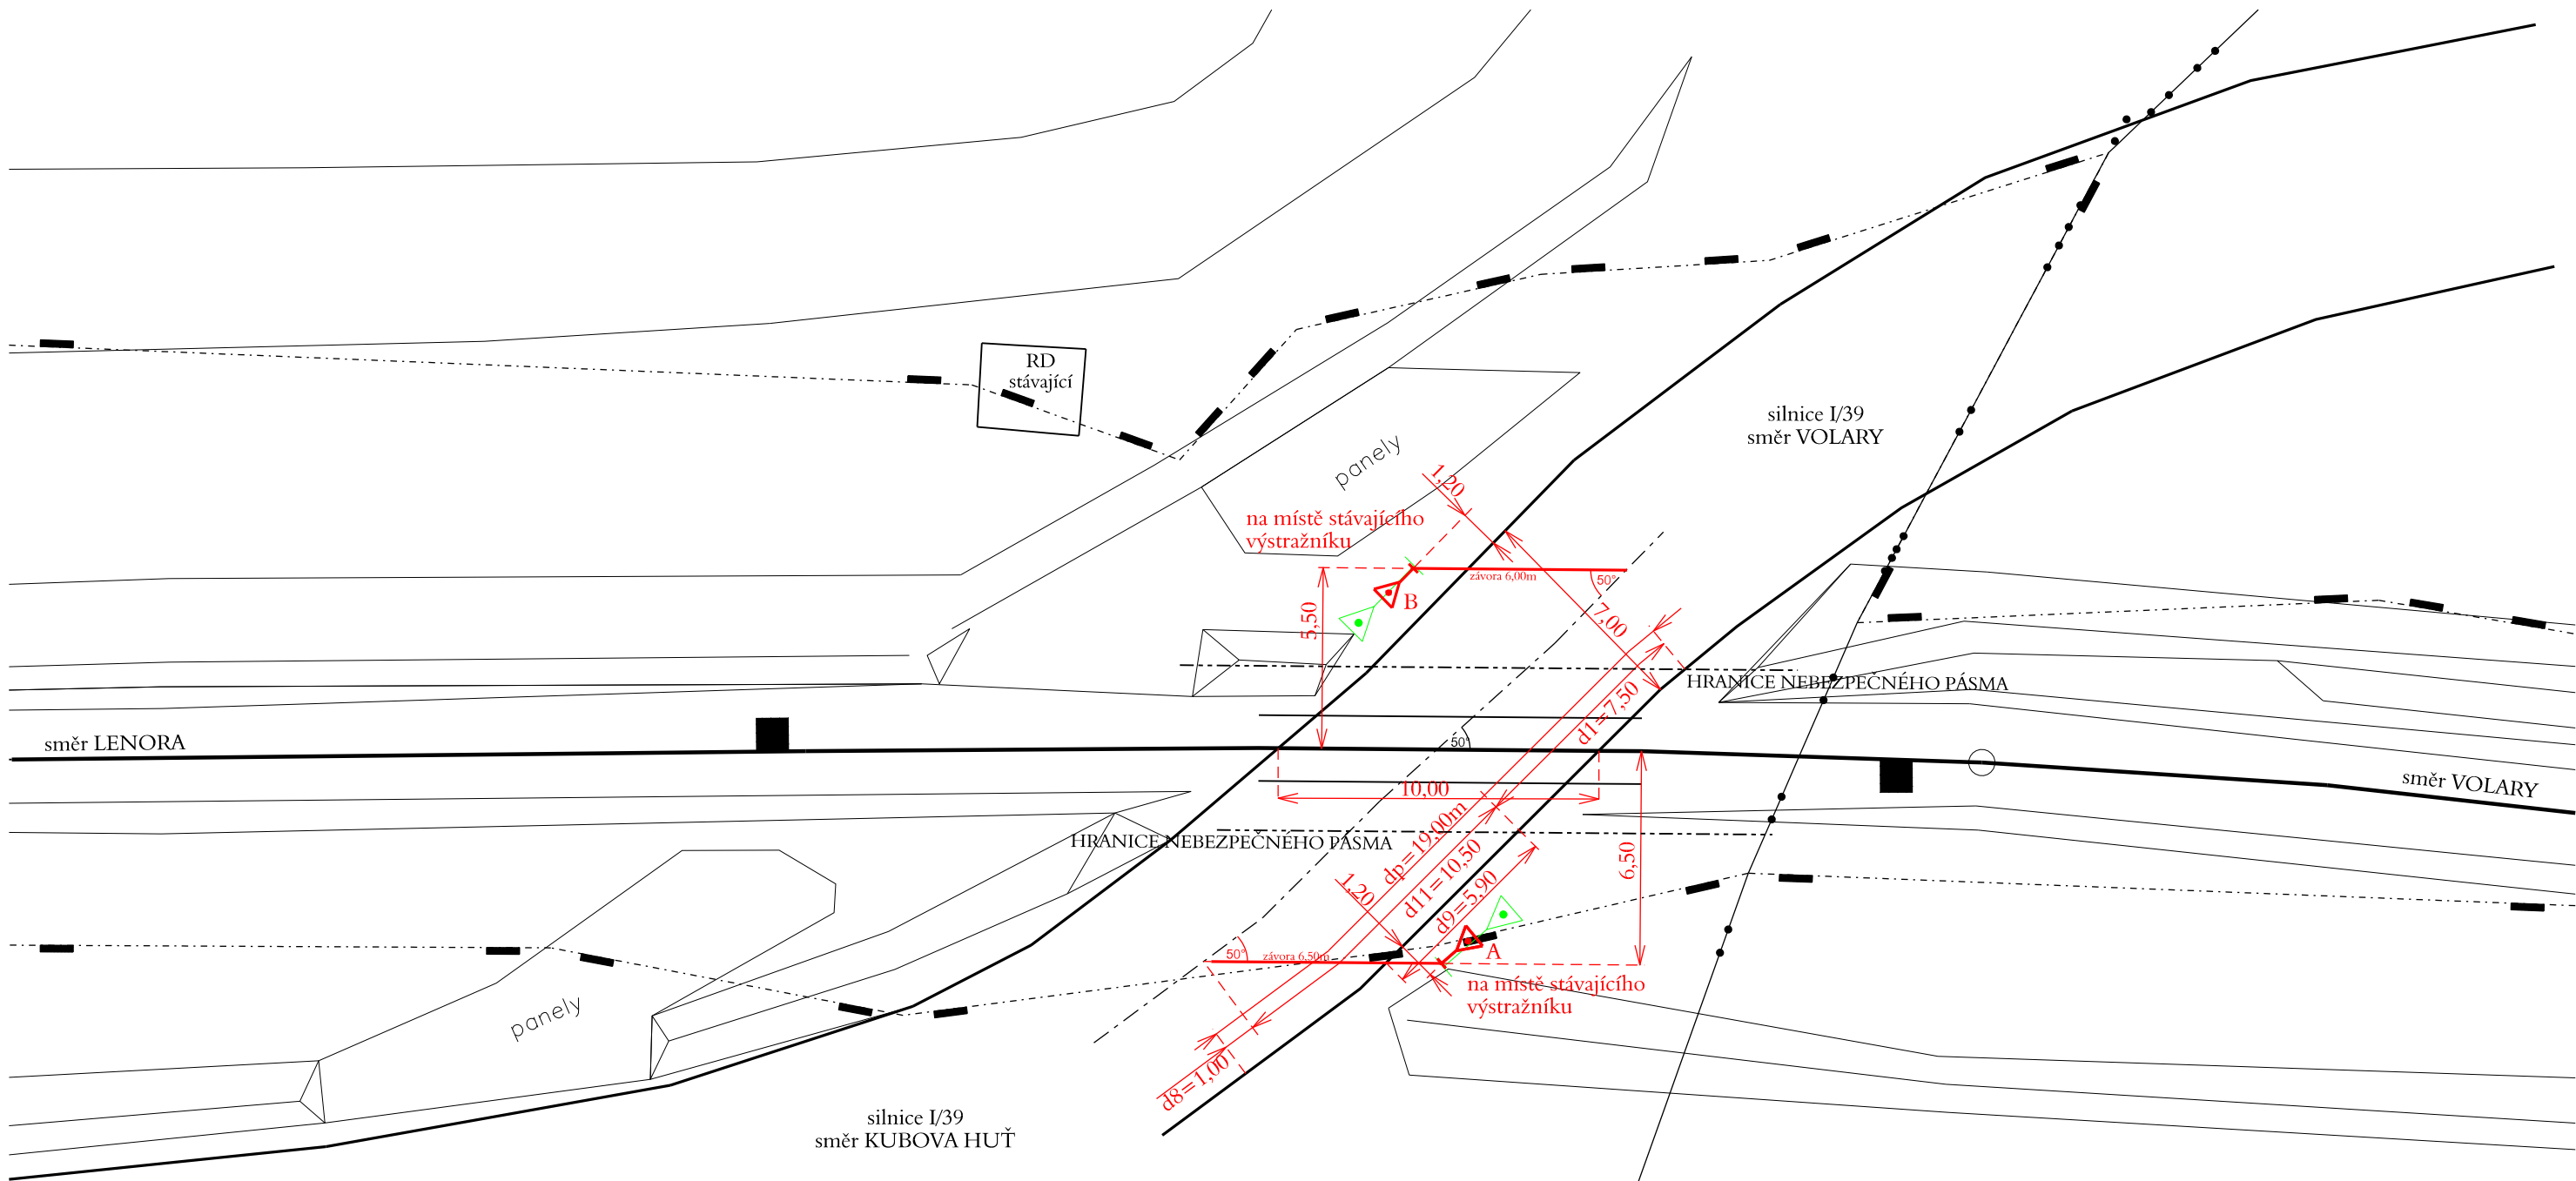 RD
stávající
silnice I/39
směr VOLARY
panely
1,20
na místě stávajícího
výstražníku
závora 6,00m
50°
B
5,50
7,00
HRANICE NEBEZPEČNÉHO PÁSMA
d1=7,50
směr LENORA
50°
směr VOLARY
10,00
dp=19,00m
HRANICE NEBEZPEČNÉHO PÁSMA
6,50
d11=10,50
1,20
d9=5,90
50°
závora 6,50m
A
na místě stávajícího
výstražníku
panely
d8=1,00
silnice I/39
směr KUBOVA HUŤ